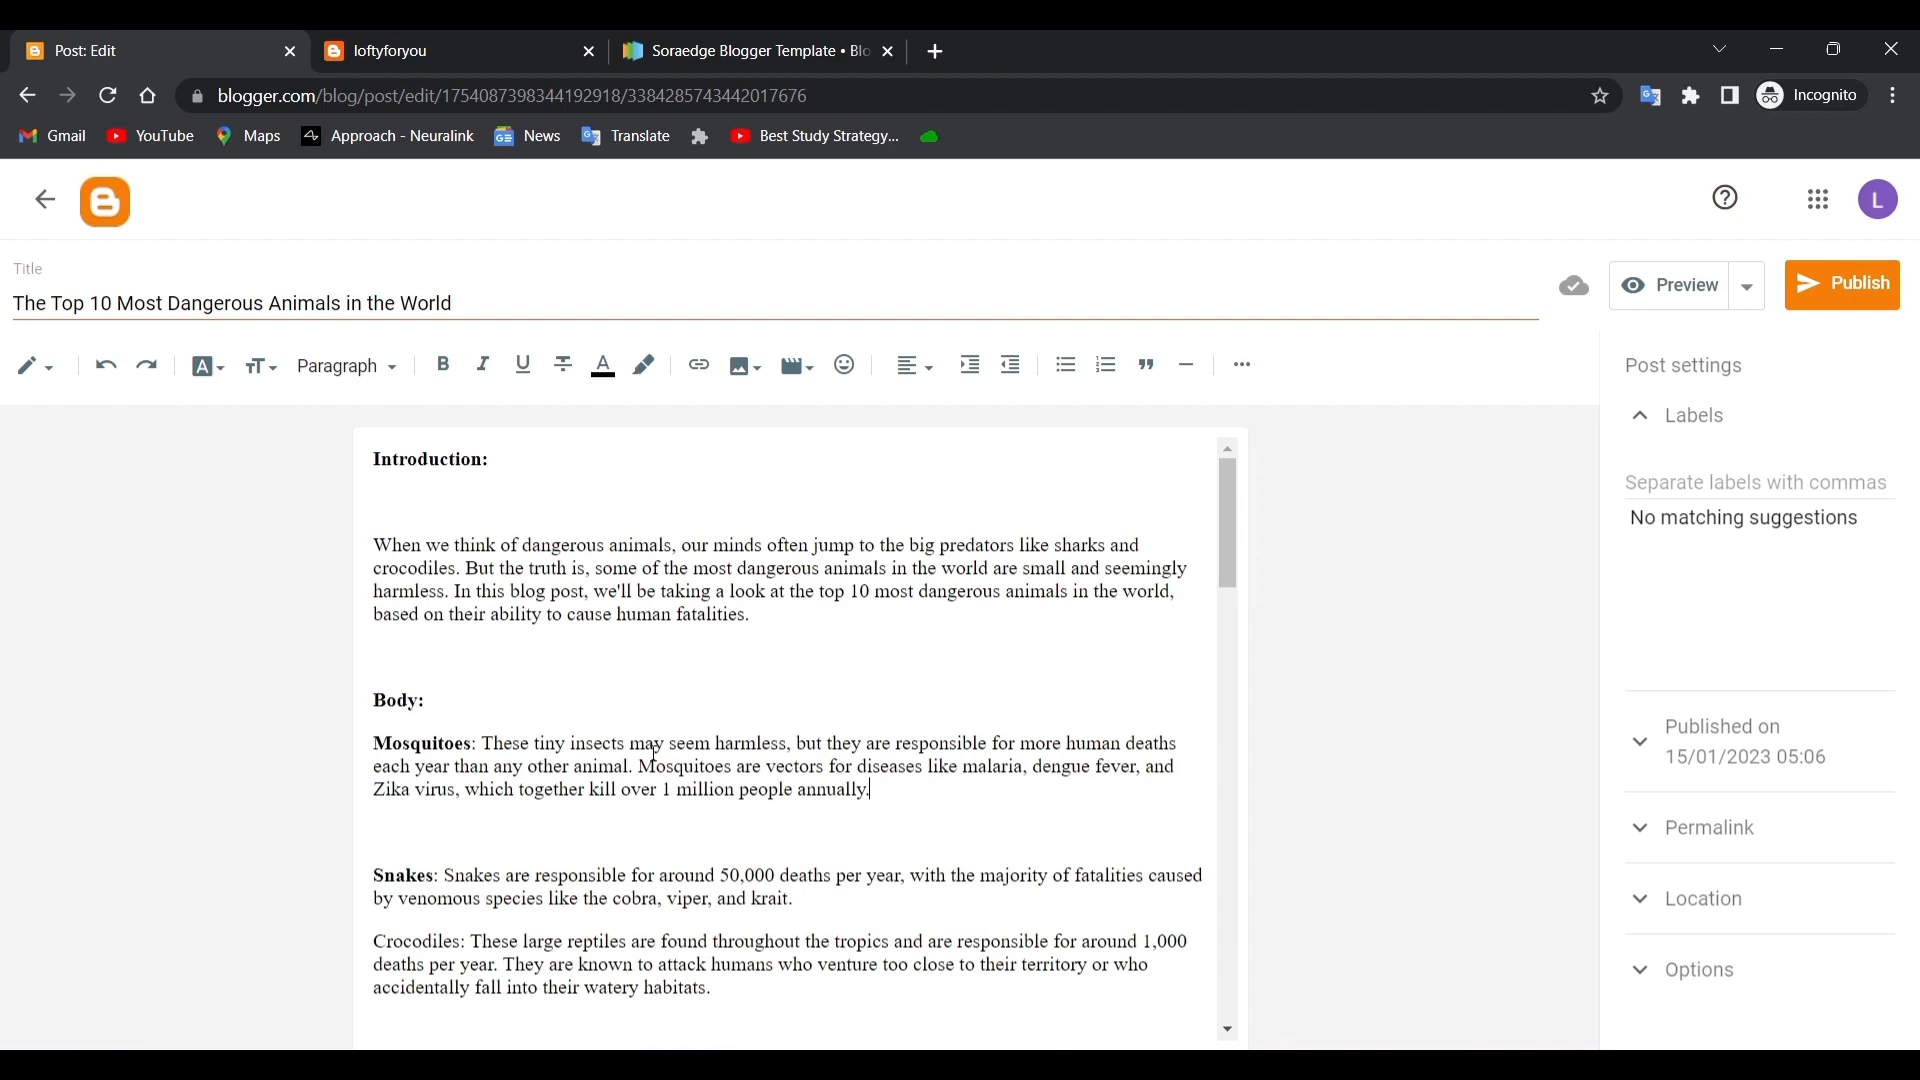 Post: Edit
loftyforyou
Soraedge Blogger Template • Blo
blogger.com/blog/post/edit/1754087398344192918/3384285743442017676
Incognito
Gmail
YouTube
Maps
Approach - Neuralink
News
Translate
Best Study Strategy...
L
Title
The Top 10 Most Dangerous Animals in the World
Preview
Publish
Paragraph
Post settings
Labels
Separate labels with commas
No matching suggestions
Published on
15/01/2023 05:06
Permalink
Location
Options
Introduction:
When we think of dangerous animals, our minds often jump to the big predators like sharks and
crocodiles. But the truth is, some of the most dangerous animals in the world are small and seemingly
harmless. In this blog post, we'll be taking a look at the top 10 most dangerous animals in the world,
based on their ability to cause human fatalities.
Body:
Mosquitoes: These tiny insects may seem harmless, but they are responsible for more human deaths
each year than any other animal. Mosquitoes are vectors for diseases like malaria, dengue fever, and
Zika virus, which together kill over 1 million people annually.
Snakes: Snakes are responsible for around 50,000 deaths per year, with the majority of fatalities caused
by venomous species like the cobra, viper, and krait.
Crocodiles: These large reptiles are found throughout the tropics and are responsible for around 1,000
deaths per year. They are known to attack humans who venture too close to their territory or who
accidentally fall into their watery habitats.